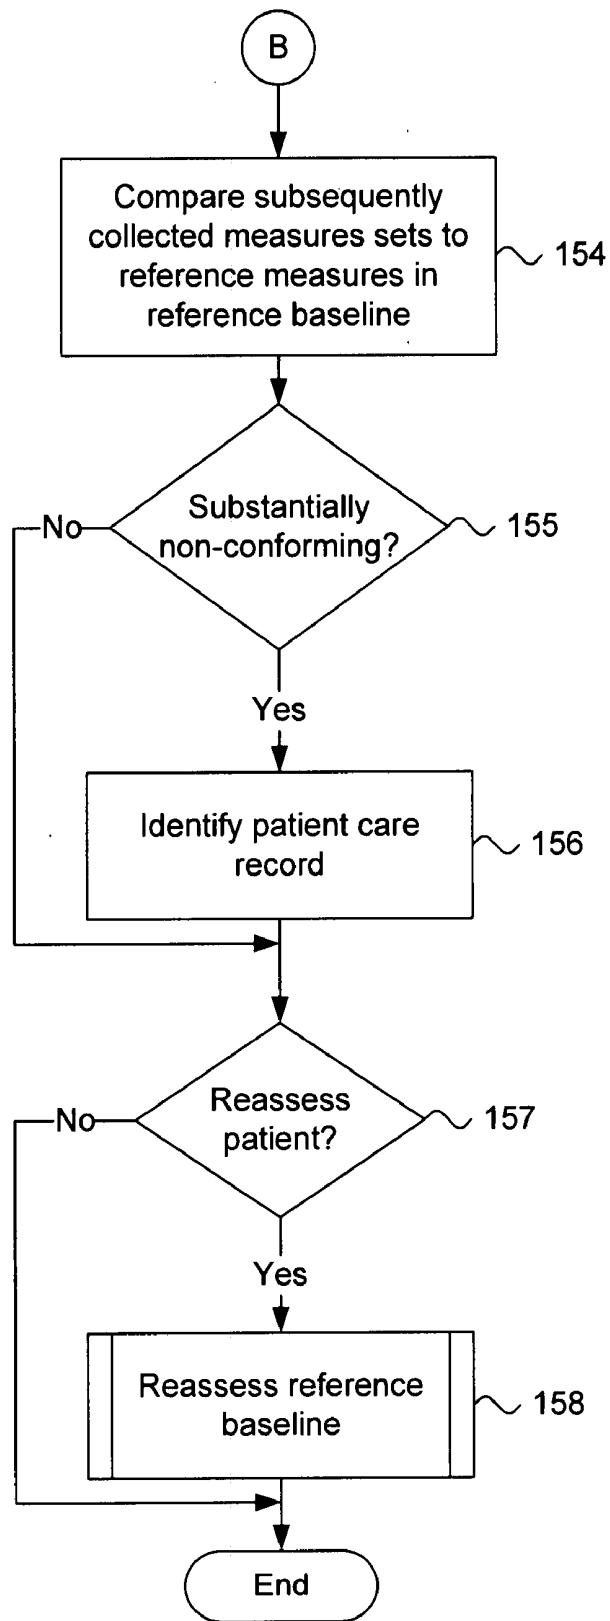 B
Compare subsequently
collected measures sets to
reference measures in
reference baseline
154
Substantially
non-conforming?
155
No
Yes
Identify patient care
record
156
Reassess
patient?
157
No
Yes
Reassess reference
baseline
158
End